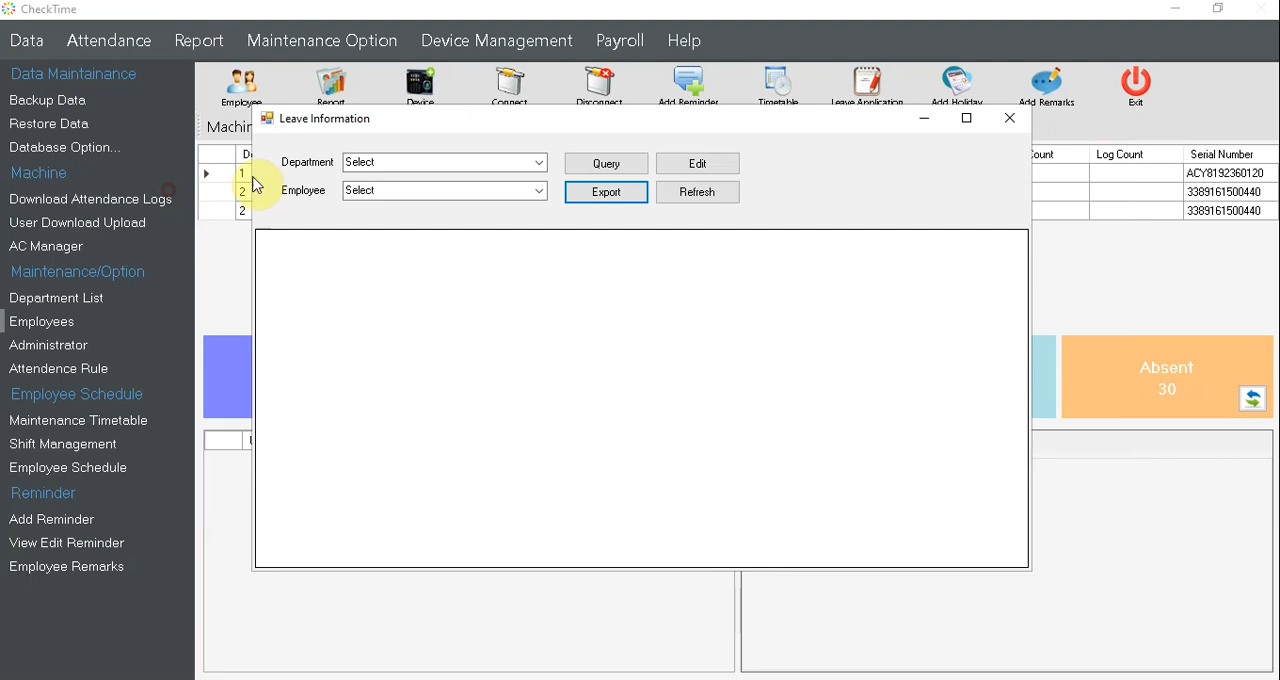 CheckTime
Data Attendance Report Maintenance Option Device Management Payroll Help
Data Maintainance
Backup Data
Restore Data
Database Option...
Machine
Download Attendance Logs
User Download Upload
AC Manager
Maintenance/Option
Department List
Employees
Administrator
Attendence Rule
Employee Schedule
Maintenance Timetable
Shift Management
Employee Schedule
Reminder
Add Reminder
View Edit Reminder
Employee Remarks
Employee Report Device Connect Disconnect Add Reminder Timetable Leave Application Add Holiday Add Remarks Exit
Leave Information
Department Select Query Edit
Employee Select Export Refresh
Log Count Serial Number
1 ACY8192360120
2 3389161500440
2 3389161500440
Absent
30